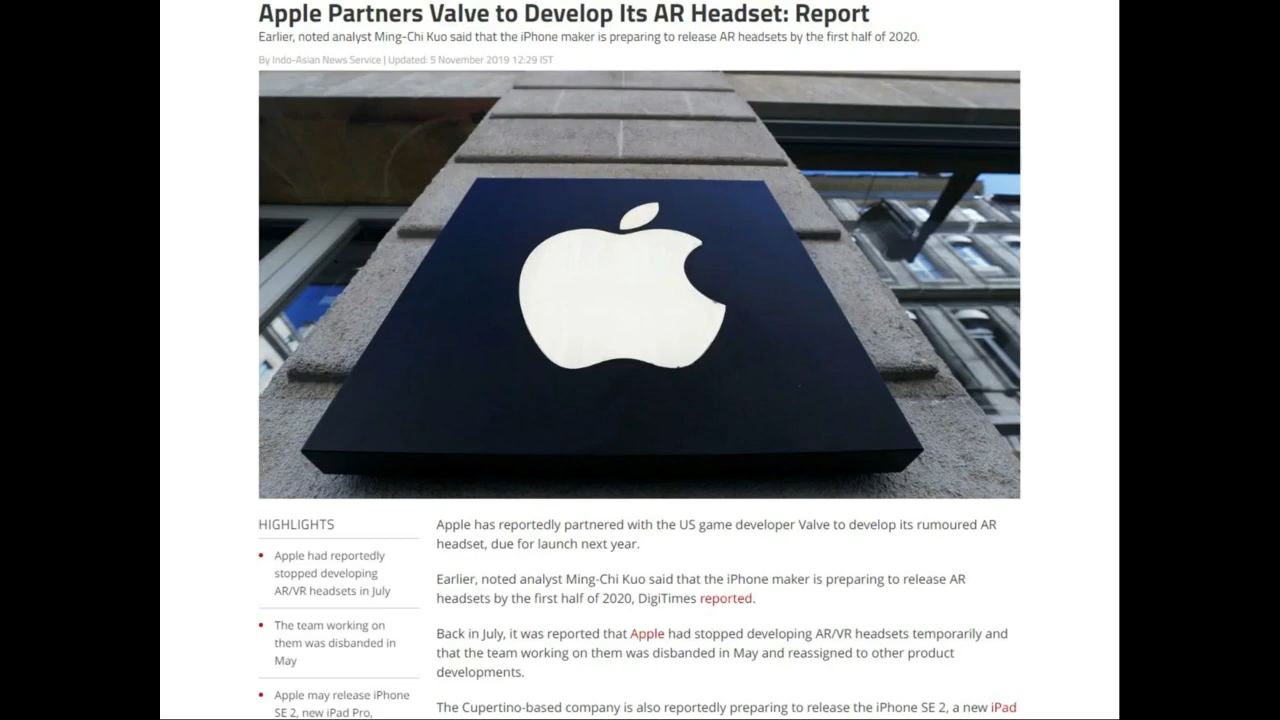 Apple Partners Valve to Develop Its AR Headset: Report
Earlier, noted analyst Ming-Chi Kuo said that the iPhone maker is preparing to release AR headsets by the first half of 2020.
By Indo-Asian News Service | Updated: 5 November 2019 12:29 IST
HIGHLIGHTS
Apple had reportedly
stopped developing
AR/VR headsets in July
The team working on
them was disbanded in
May
Apple may release iPhone
SE 2, new iPad Pro,
Apple has reportedly partnered with the US game developer Valve to develop its rumoured AR
headset, due for launch next year.
Earlier, noted analyst Ming-Chi Kuo said that the iPhone maker is preparing to release AR
headsets by the first half of 2020, DigiTimes reported.
Back in July, it was reported that Apple had stopped developing AR/VR headsets temporarily and
that the team working on them was disbanded in May and reassigned to other product
developments.
The Cupertino-based company is also reportedly preparing to release the iPhone SE 2, a new iPad